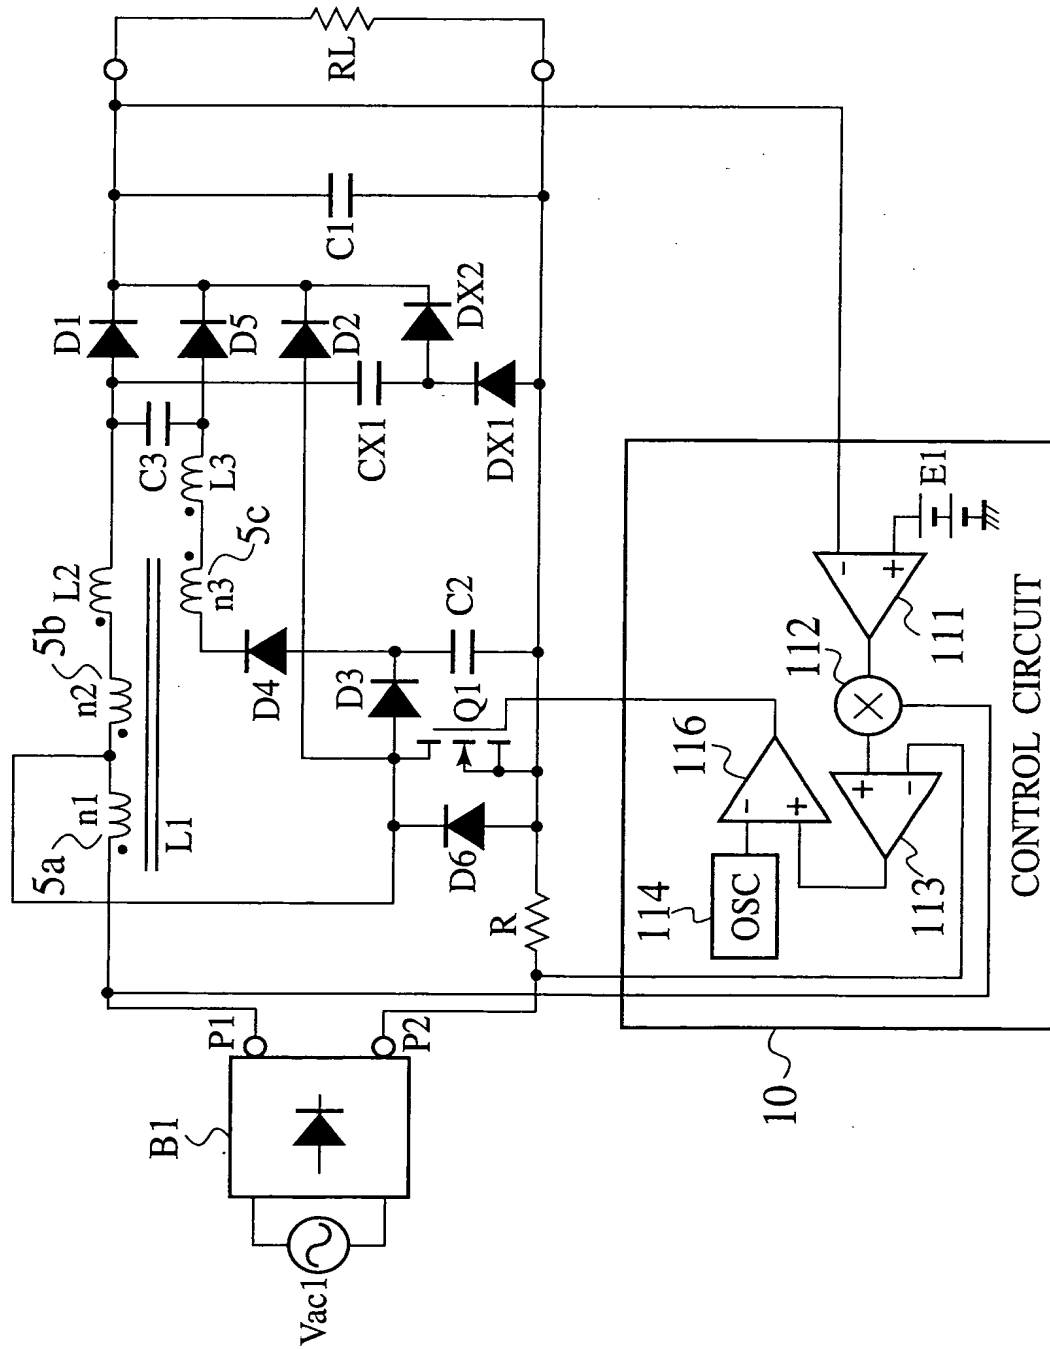 Vac1
B1
P1
P2
5a
n1
L1
5b
n2
L2
5c
n3
L3
C3
D1
D5
D2
DX2
CX1
DX1
C1
RL
D4
D3
C2
Q1
D6
R
10
114
OSC
116
-
+
113
+
-
112
111
-
+
E1
CONTROL CIRCUIT